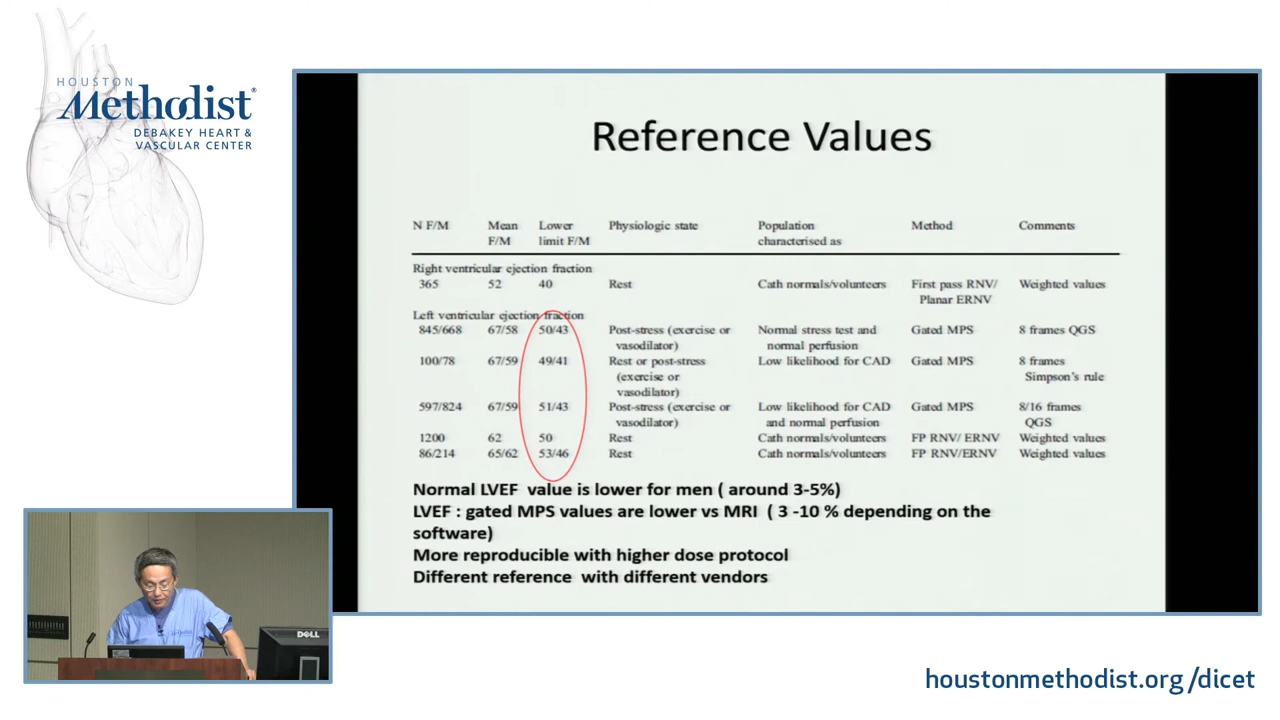 HOUSTON
Methodist®
DEBAKEY HEART &
VASCULAR CENTER
Reference Values
N F/M Mean F/M Lower limit F/M Physiologic state Population characterised as Method Comments
Right ventricular ejection fraction
365 52 40 Rest Cath normals/volunteers First pass RNV/ Planar ERNV Weighted values
Left ventricular ejection fraction
845/668 67/58 50/43 Post-stress (exercise or vasodilator) Normal stress test and normal perfusion Gated MPS 8 frames QGS
100/78 67/59 49/41 Rest or post-stress (exercise or vasodilator) Low likelihood for CAD Gated MPS 8 frames Simpson's rule
597/824 67/59 51/43 Post-stress (exercise or vasodilator) Low likelihood for CAD and normal perfusion Gated MPS 8/16 frames QGS
1200 62 50 Rest Cath normals/volunteers FP RNV/ ERNV Weighted values
86/214 65/62 53/46 Rest Cath normals/volunteers FP RNV/ERNV Weighted values
Normal LVEF value is lower for men ( around 3-5%)
LVEF : gated MPS values are lower vs MRI ( 3 -10 % depending on the
software)
More reproducible with higher dose protocol
Different reference with different vendors
DELL
houstonmethodist.org/dicet